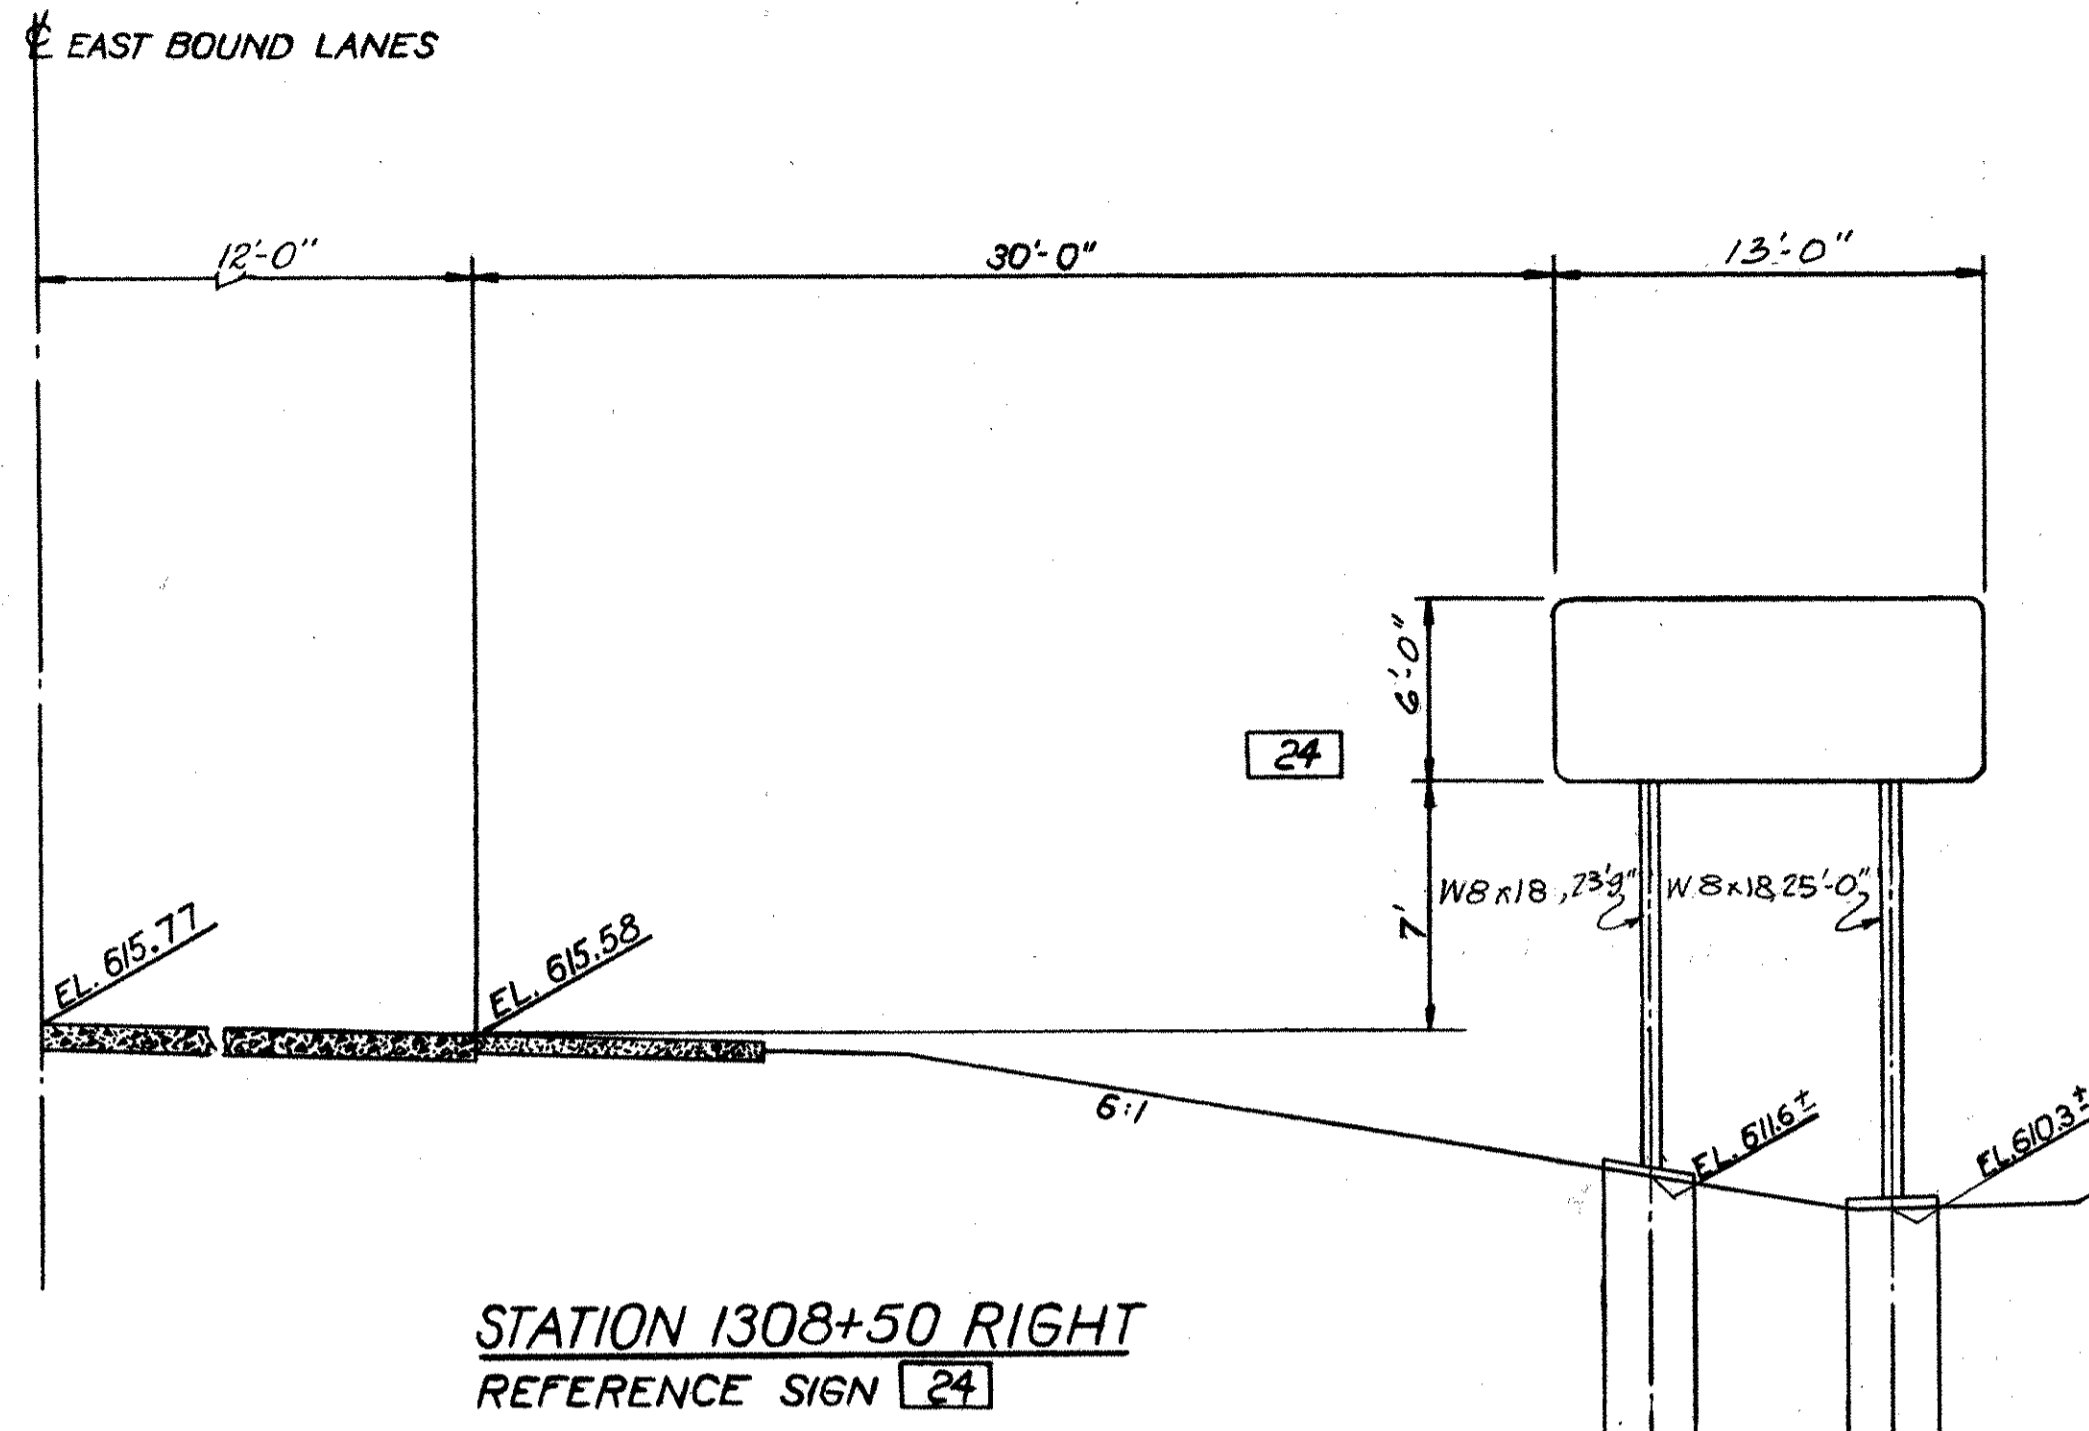 ℄ EAST BOUND LANES
12'-0"
30'-0"
13'-0"
6'-0"
24
7'
W8x18, 23'9"
W8x18, 25'-0"
EL. 615.77
EL. 615.58
6:1
EL. 611.6±
EL. 610.3±
STATION 1308+50 RIGHT
REFERENCE SIGN 24